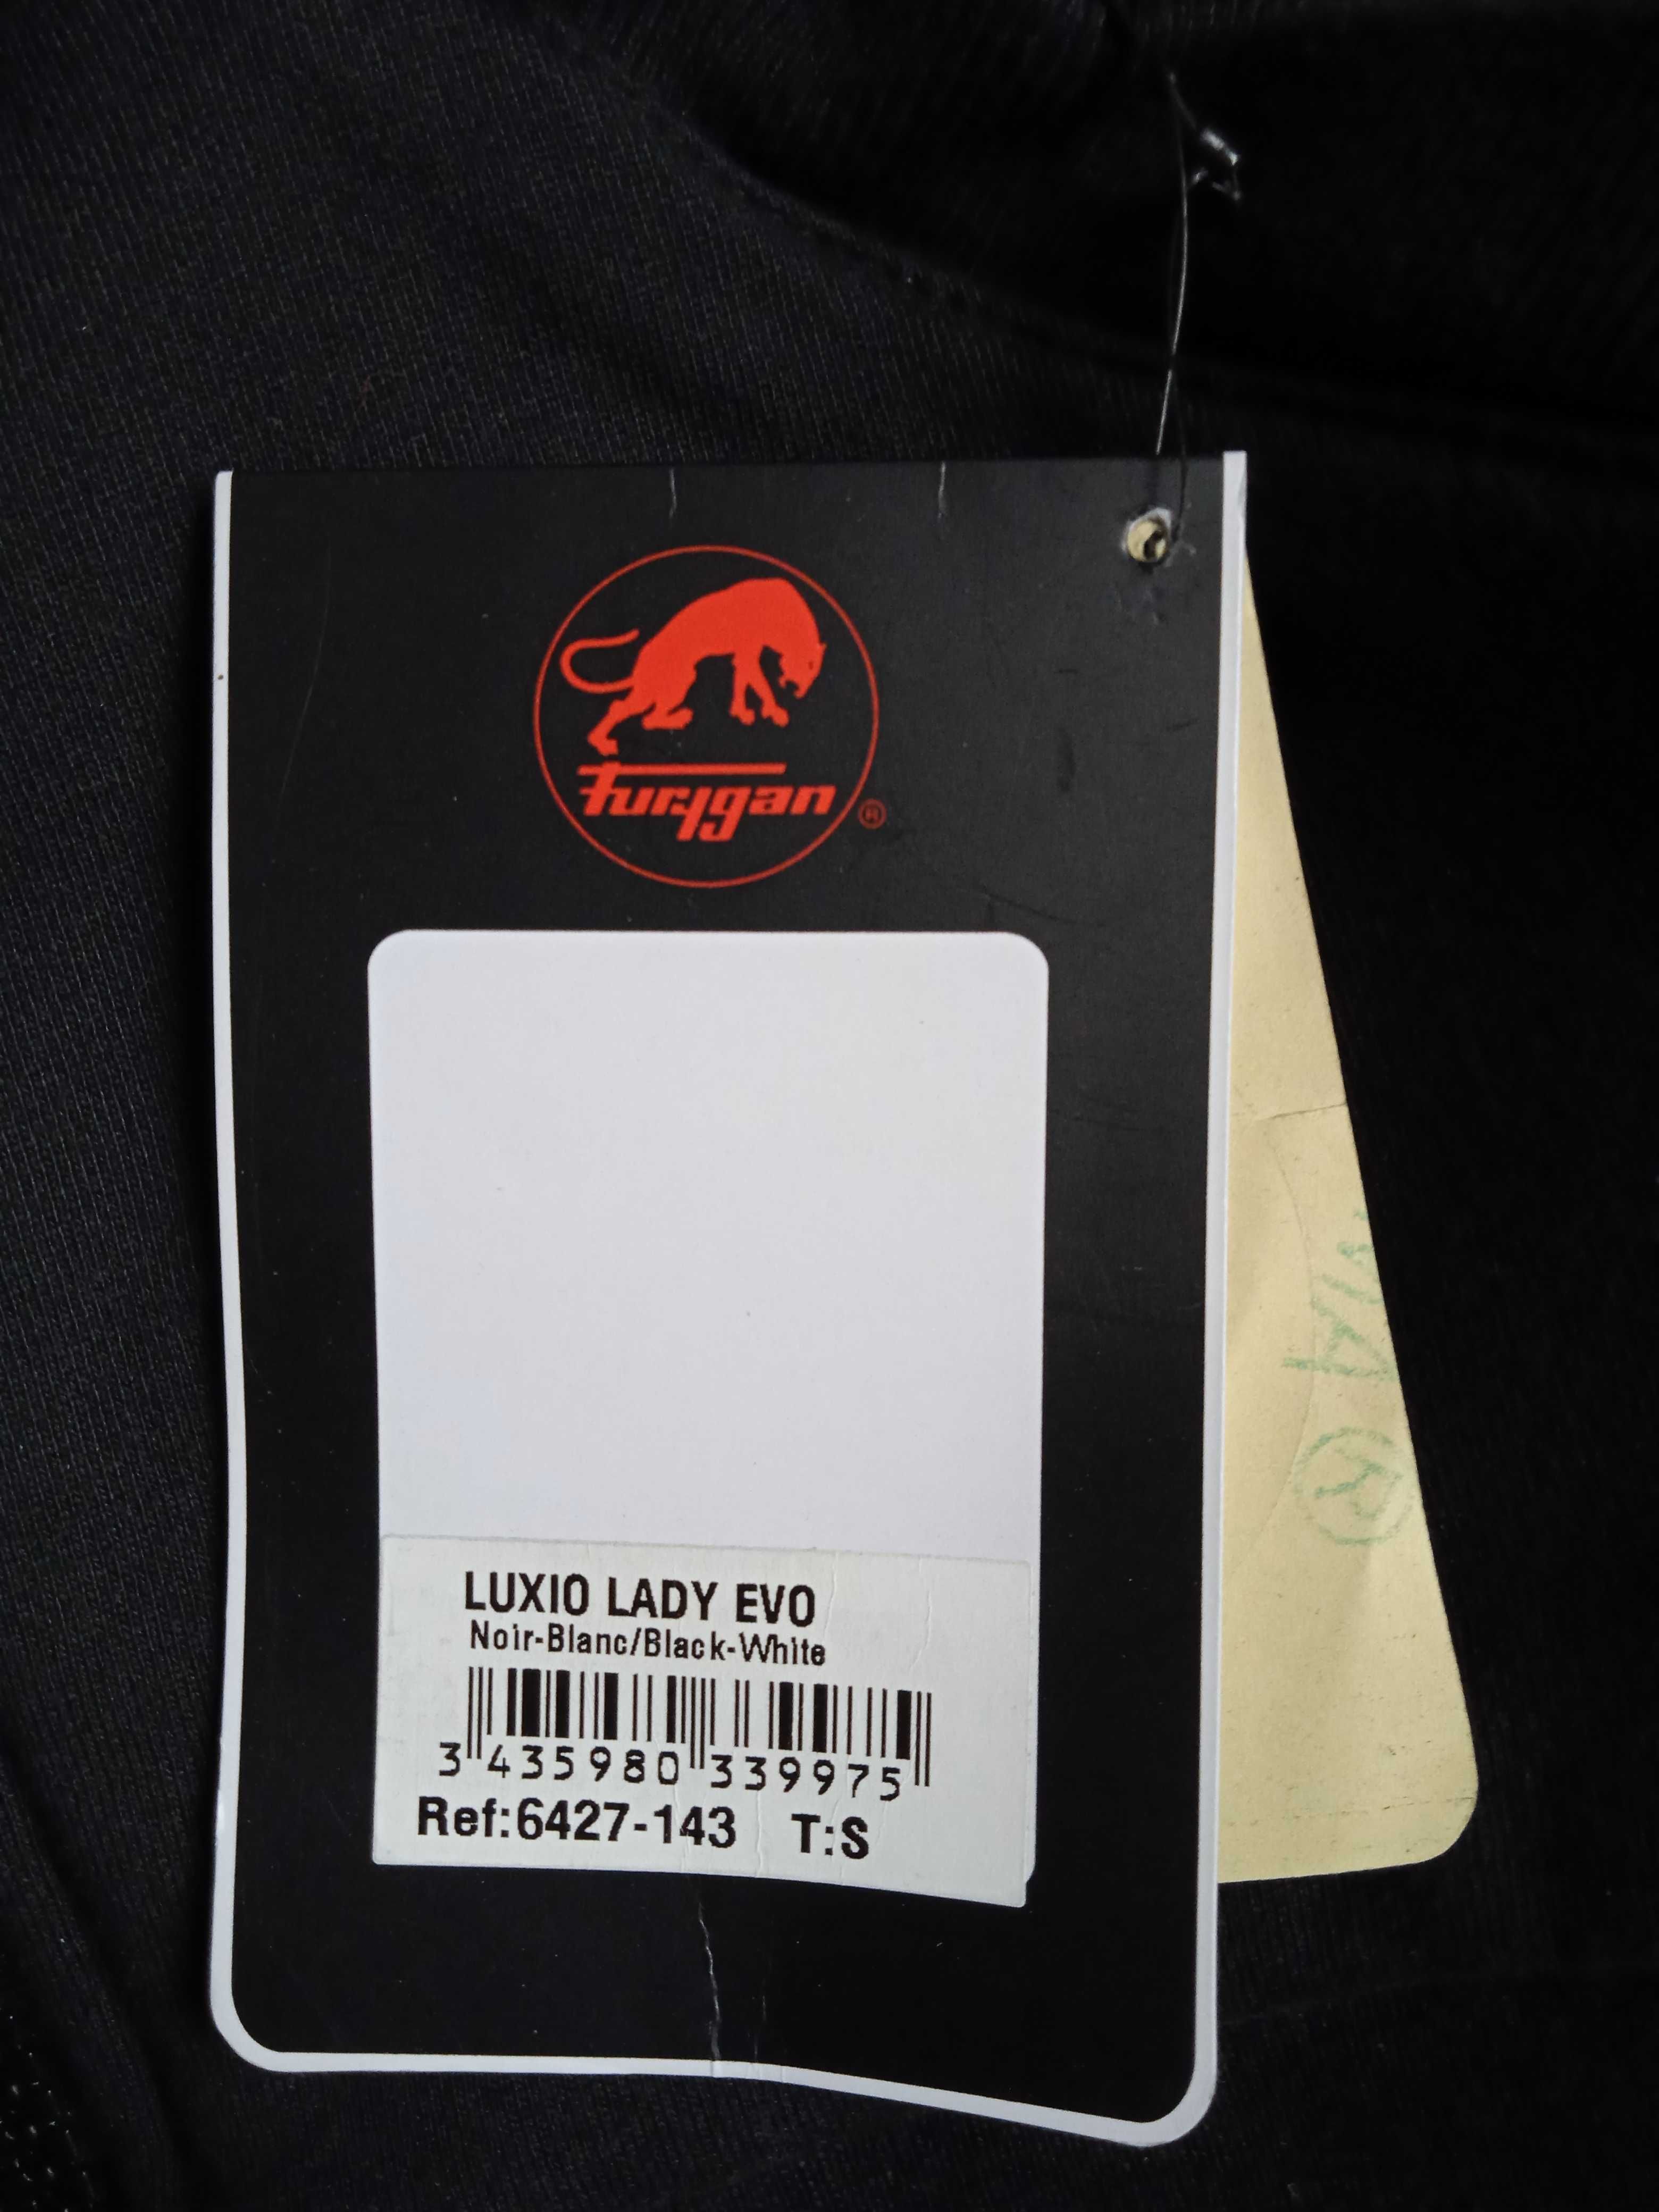 furygan ®
LUXIO LADY EVO
Noir-Blanc/Black-White
3 435980 339975
Ref:6427-143 T:S